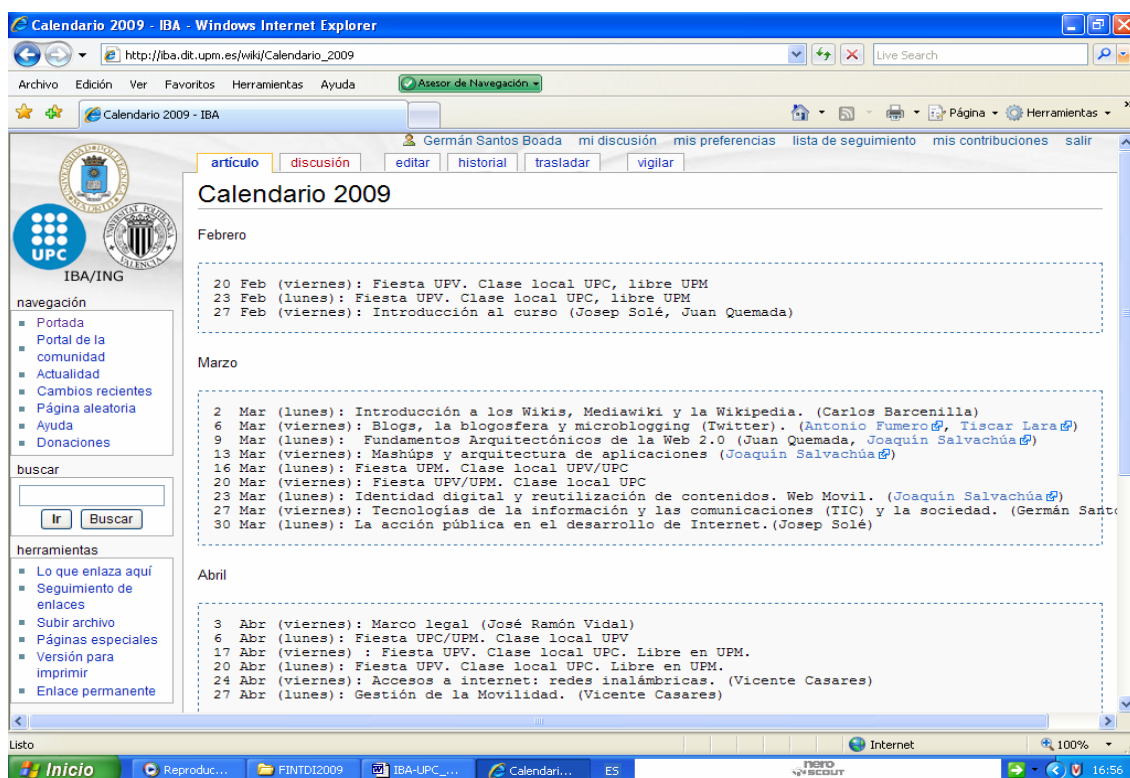 Calendario 2009 - IBA - Windows Internet Explorer
http://iba.dit.upm.es/wiki/Calendario_2009
Live Search
Archivo Edición Ver Favoritos Herramientas Ayuda
Asesor de Navegación
Calendario 2009 - IBA
Página
Herramientas
Germán Santos Boada mi discusión mis preferencias lista de seguimiento mis contribuciones salir
artículo discusión editar historial trasladar vigilar
UPC
IBA/ING
navegación
Portada
Portal de la
comunidad
Actualidad
Cambios recientes
Página aleatoria
Ayuda
Donaciones
buscar
Ir Buscar
herramientas
Lo que enlaza aquí
Seguimiento de
enlaces
Subir archivo
Páginas especiales
Versión para
imprimir
Enlace permanente
Calendario 2009
Febrero
20 Feb (viernes): Fiesta UPV. Clase local UPC, libre UPM
23 Feb (lunes): Fiesta UPV. Clase local UPC, libre UPM
27 Feb (viernes): Introducción al curso (Josep Solé, Juan Quemada)
Marzo
2 Mar (lunes): Introducción a los Wikis, Mediawiki y la Wikipedia. (Carlos Barcenilla)
6 Mar (viernes): Blogs, la blogosfera y microblogging (Twitter). (Antonio Fumero, Tiscar Lara)
9 Mar (lunes): Fundamentos Arquitectónicos de la Web 2.0 (Juan Quemada, Joaquín Salvachúa)
13 Mar (viernes): Mashúps y arquitectura de aplicaciones (Joaquín Salvachúa)
16 Mar (lunes): Fiesta UPM. Clase local UPV/UPC
20 Mar (viernes): Fiesta UPV/UPM. Clase local UPC
23 Mar (lunes): Identidad digital y reutilización de contenidos. Web Movil. (Joaquín Salvachúa)
27 Mar (viernes): Tecnologías de la información y las comunicaciones (TIC) y la sociedad. (Germán Santo
30 Mar (lunes): La acción pública en el desarrollo de Internet.(Josep Solé)
Abril
3 Abr (viernes): Marco legal (José Ramón Vidal)
6 Abr (lunes): Fiesta UPC/UPM. Clase local UPV
17 Abr (viernes) : Fiesta UPV. Clase local UPC. Libre en UPM.
20 Abr (lunes): Fiesta UPV. Clase local UPC. Libre en UPM.
24 Abr (viernes): Accesos a internet: redes inalámbricas. (Vicente Casares)
27 Abr (lunes): Gestión de la Movilidad. (Vicente Casares)
Listo
Internet
100%
Inicio
Reproduc...
FINTDI2009
IBA-UPC_...
Calendari...
ES
nero
SCOUT
16:56